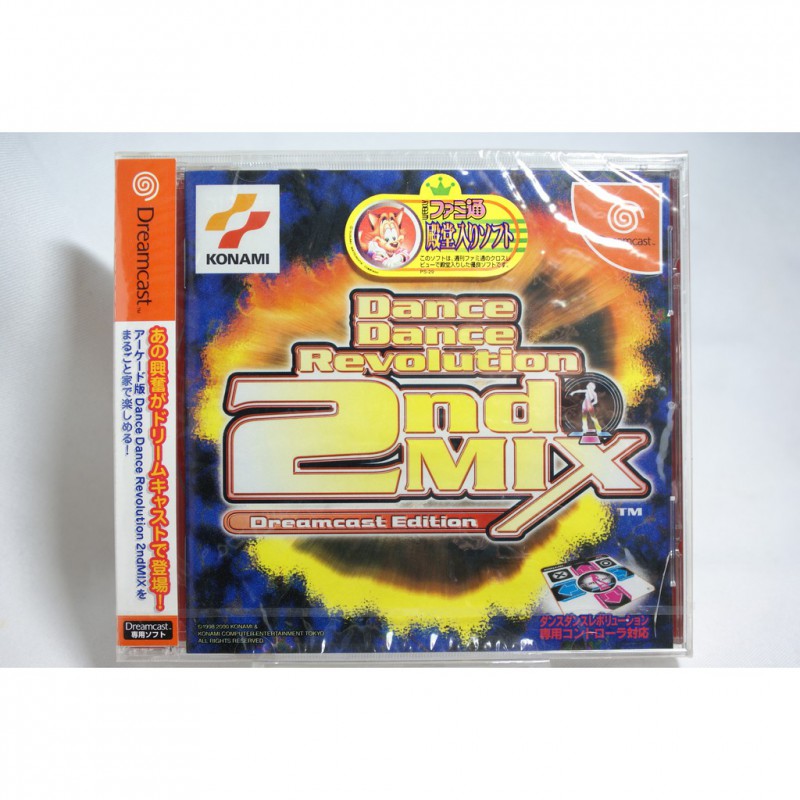 Dreamcast™
あの興奮がドリームキャストで登場!
アーケード版 Dance Dance Revolution 2ndMIXを
まるごと家で楽しめる!
Dreamcast™
専用ソフト
KONAMI
ファミ通
殿堂入りソフト
このソフトは、週刊ファミ通のクロスレ
ビューで殿堂入りした優良ソフトです。
Dreamcast™
Dance
Dance
Revolution
2nd
MIX™
Dreamcast Edition
©1998 2000 KONAMI &
KONAMI COMPUTER ENTERTAINMENT TOKYO
ALL RIGHTS RESERVED.
ダンスダンスレボリューション
専用コントローラ対応